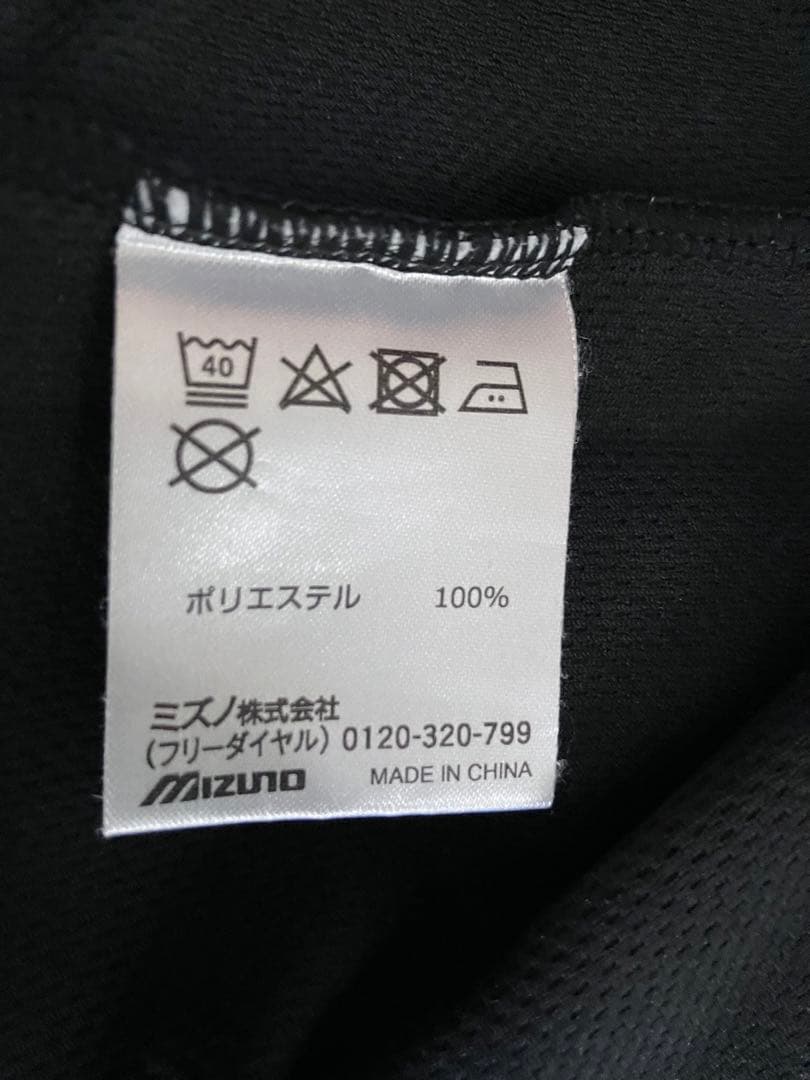 40
ポリエステル 100%
ミズノ株式会社
(フリーダイヤル) 0120-320-799
MIZUNO MADE IN CHINA